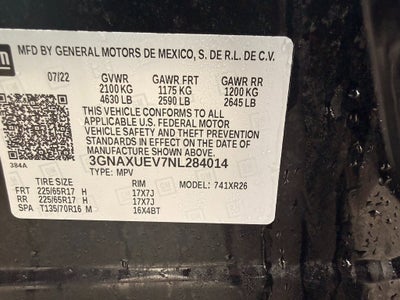 MFD BY GENERAL MOTORS DE MEXICO, S. DE R.L. DE C.V.
07/22 GVWR GAWR FRT GAWR RR
2100 KG 1175 KG 1200 KG
4630 LB 2590 LB 2645 LB
THIS VEHICLE CONFORMS TO ALL
APPLICABLE U.S. FEDERAL MOTOR
VEHICLE SAFETY, BUMPER, AND THEFT
PREVENTION STANDARDS IN EFFECT ON
THE DATE OF MANUFACTURE SHOWN ABOVE.
384A 3GNAXUEV7NL284014
TYPE: MPV
TIRE SIZE RIM 741XR26
FRT 225/65R17 H 17X7J
RR 225/65R17 H 17X7J
SPA T135/70R16 M 16X4BT